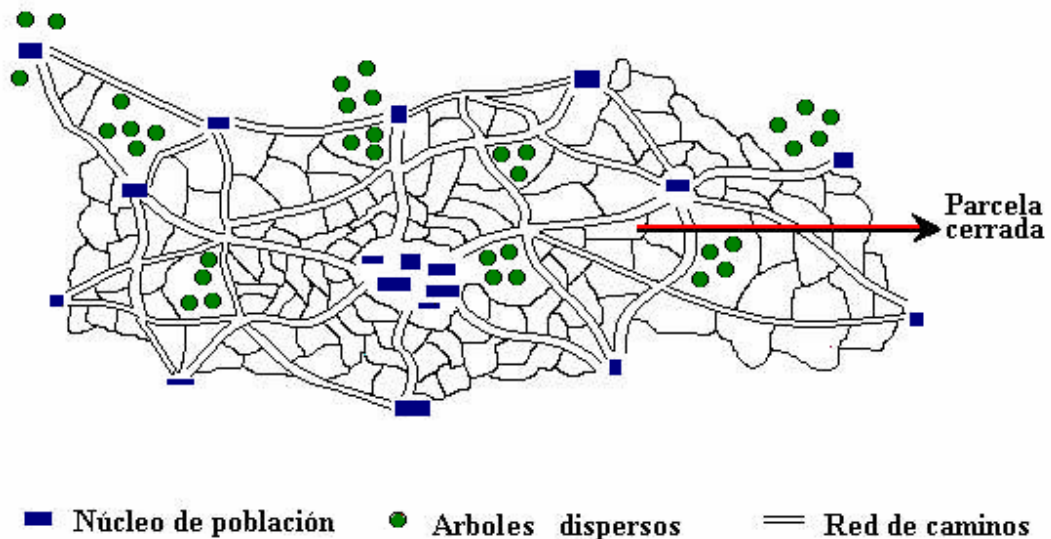 Parcela
cerrada
Núcleo de población
Arboles dispersos
Red de caminos